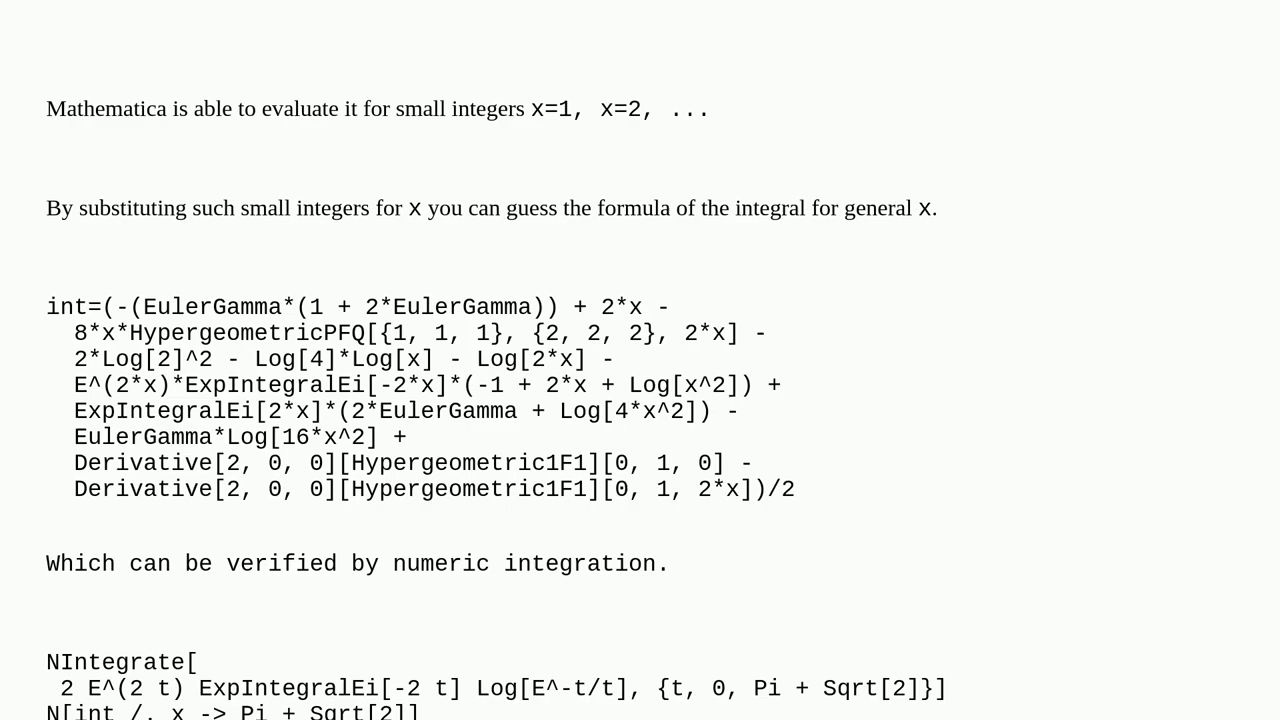 Mathematica is able to evaluate it for small integers x=1, x=2, ...
By substituting such small integers for x you can guess the formula of the integral for general x.
int=(-(EulerGamma*(1 + 2*EulerGamma)) + 2*x -
8*x*HypergeometricPFQ[{1, 1, 1}, {2, 2, 2}, 2*x] -
2*Log[2]^2 - Log[4]*Log[x] - Log[2*x] -
E^(2*x)*ExpIntegralEi[-2*x]*(-1 + 2*x + Log[x^2]) +
ExpIntegralEi[2*x]*(2*EulerGamma + Log[4*x^2]) -
EulerGamma*Log[16*x^2] +
Derivative[2, 0, 0][Hypergeometric1F1][0, 1, 0] -
Derivative[2, 0, 0][Hypergeometric1F1][0, 1, 2*x])/2
Which can be verified by numeric integration.
NIntegrate[
2 E^(2 t) ExpIntegralEi[-2 t] Log[E^-t/t], {t, 0, Pi + Sqrt[2]}]
N[int /. x -> Pi + Sqrt[2]]